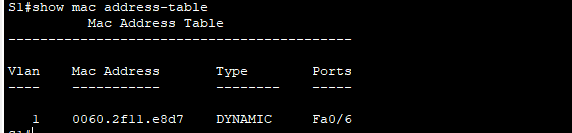 S1#show mac address-table
Mac Address Table
-------------------------------------------
Vlan Mac Address Type Ports
---- ----------- -------- -----
1 0060.2f11.e8d7 DYNAMIC Fa0/6
S1#